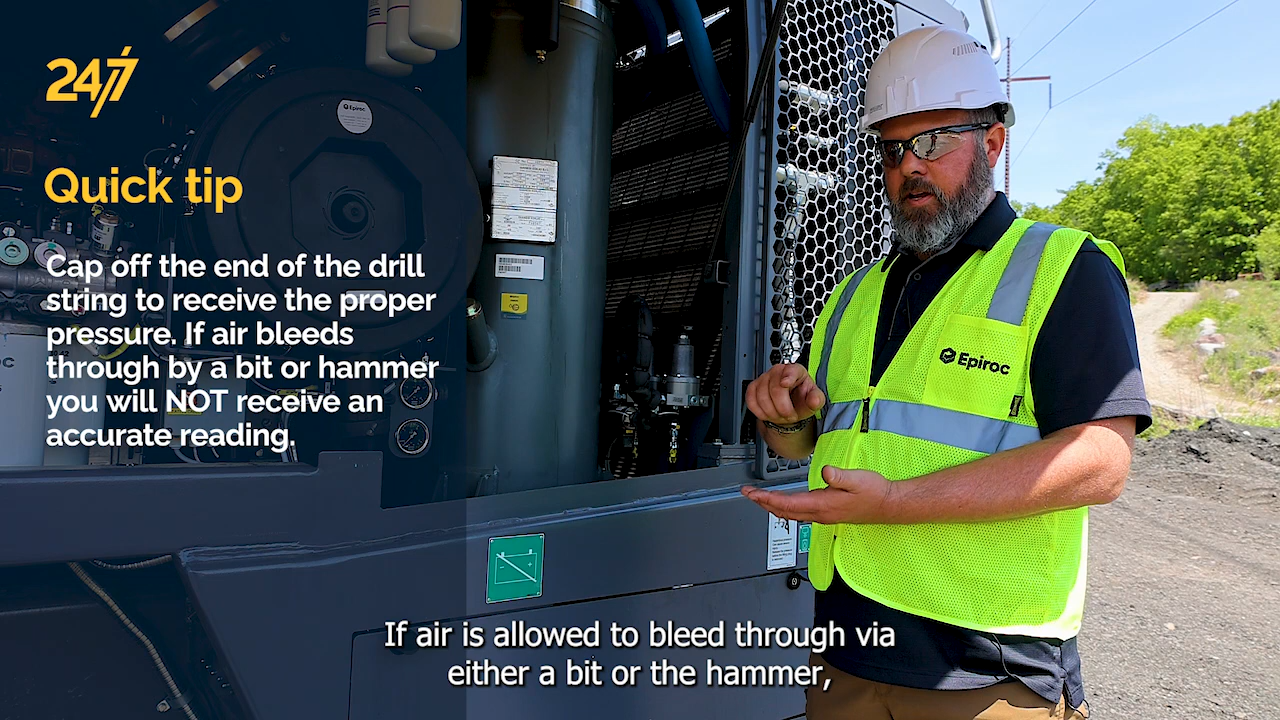 24/7
Quick tip
Cap off the end of the drill
string to receive the proper
pressure. If air bleeds
through by a bit or hammer
you will NOT receive an
accurate reading.
Epiroc
Epiroc
If air is allowed to bleed through via
either a bit or the hammer,